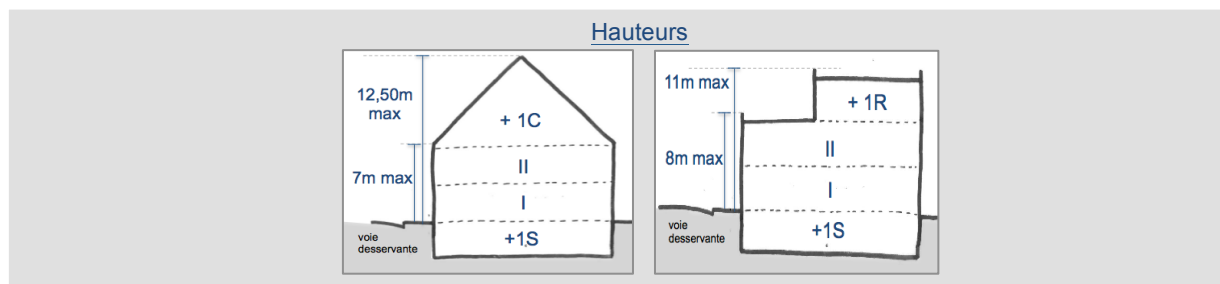 Hauteurs
12,50m
max
+ 1C
7m max
II
I
voie
desservante
+1S
11m max
+ 1R
8m max
II
I
voie
desservante
+1S